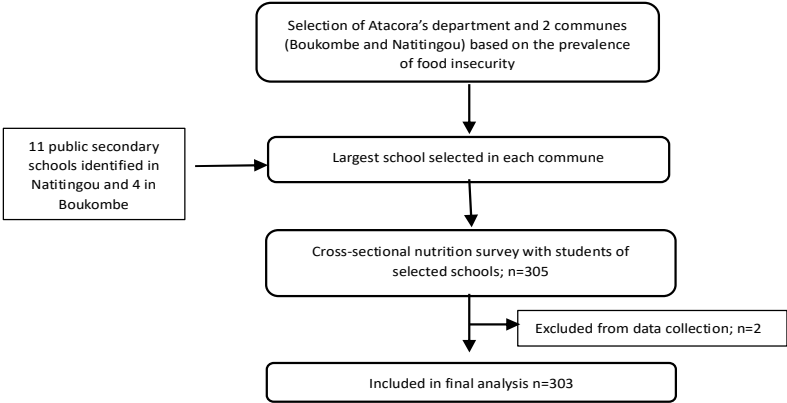 Selection of Atacora’s department and 2 communes
(Boukombe and Natitingou) based on the prevalence
of food insecurity
11 public secondary
schools identified in
Natitingou and 4 in
Boukombe
Largest school selected in each commune
Cross-sectional nutrition survey with students of
selected schools; n=305
Excluded from data collection; n=2
Included in final analysis n=303